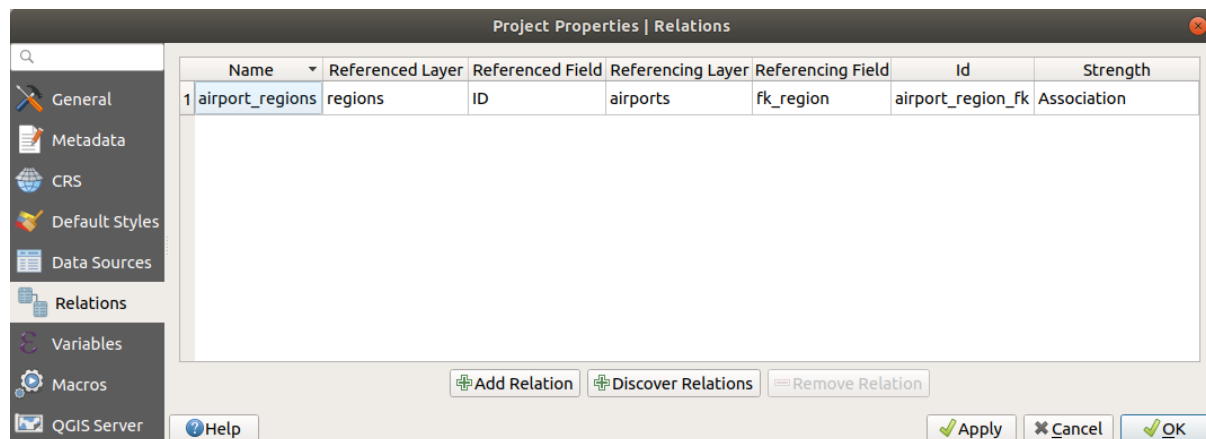 Project Properties | Relations
General
Metadata
CRS
Default Styles
Data Sources
Relations
Variables
Macros
QGIS Server
Name Referenced Layer Referenced Field Referencing Layer Referencing Field Id Strength
1 airport_regions regions ID airports fk_region airport_region_fk Association
Add Relation Discover Relations Remove Relation
Help Apply Cancel OK